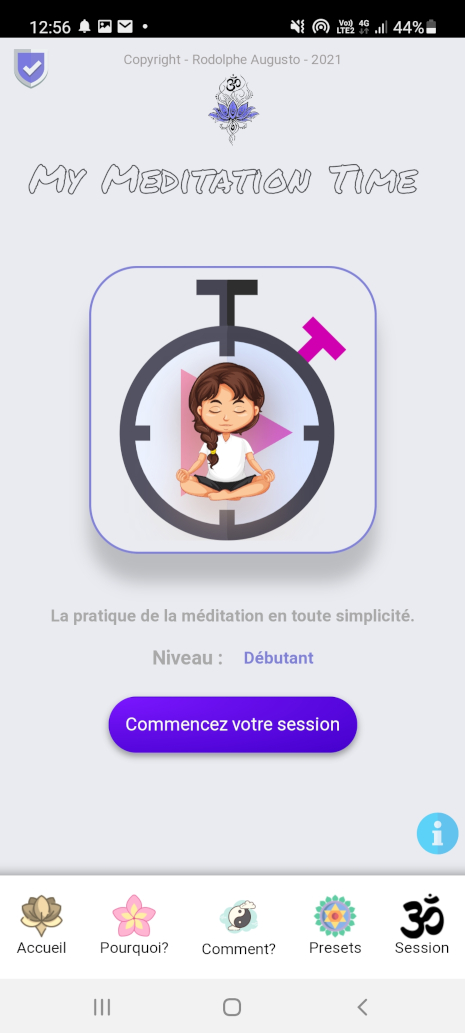 12:56
Vo))
LTE2
4G
44%
Copyright - Rodolphe Augusto - 2021
My Meditation Time
La pratique de la méditation en toute simplicité.
Niveau : Débutant
Commencez votre session
Accueil Pourquoi? Comment? Presets Session